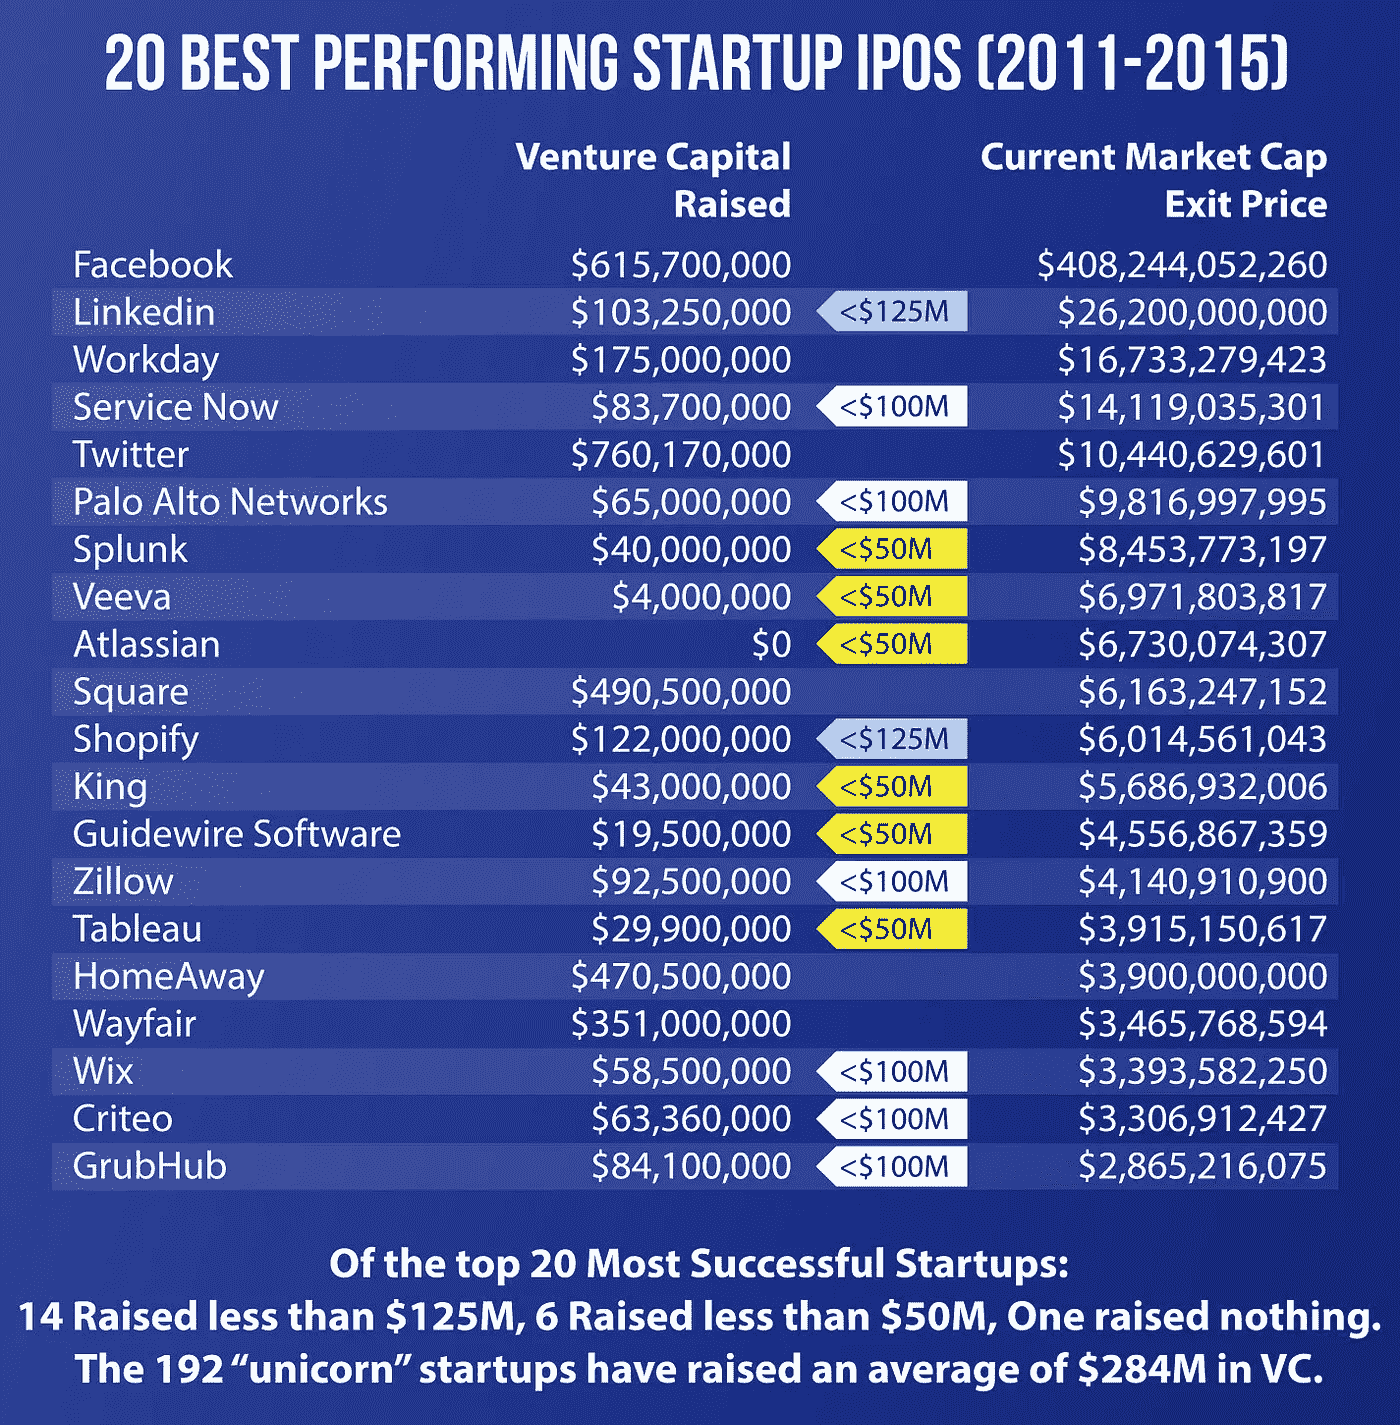 20 BEST PERFORMING STARTUP IPOS (2011-2015)
Venture Capital Raised Current Market Cap Exit Price
Facebook $615,700,000 $408,244,052,260
Linkedin $103,250,000 <$125M $26,200,000,000
Workday $175,000,000 $16,733,279,423
Service Now $83,700,000 <$100M $14,119,035,301
Twitter $760,170,000 $10,440,629,601
Palo Alto Networks $65,000,000 <$100M $9,816,997,995
Splunk $40,000,000 <$50M $8,453,773,197
Veeva $4,000,000 <$50M $6,971,803,817
Atlassian $0 <$50M $6,730,074,307
Square $490,500,000 $6,163,247,152
Shopify $122,000,000 <$125M $6,014,561,043
King $43,000,000 <$50M $5,686,932,006
Guidewire Software $19,500,000 <$50M $4,556,867,359
Zillow $92,500,000 <$100M $4,140,910,900
Tableau $29,900,000 <$50M $3,915,150,617
HomeAway $470,500,000 $3,900,000,000
Wayfair $351,000,000 $3,465,768,594
Wix $58,500,000 <$100M $3,393,582,250
Criteo $63,360,000 <$100M $3,306,912,427
GrubHub $84,100,000 <$100M $2,865,216,075
Of the top 20 Most Successful Startups:
14 Raised less than $125M, 6 Raised less than $50M, One raised nothing.
The 192 “unicorn” startups have raised an average of $284M in VC.